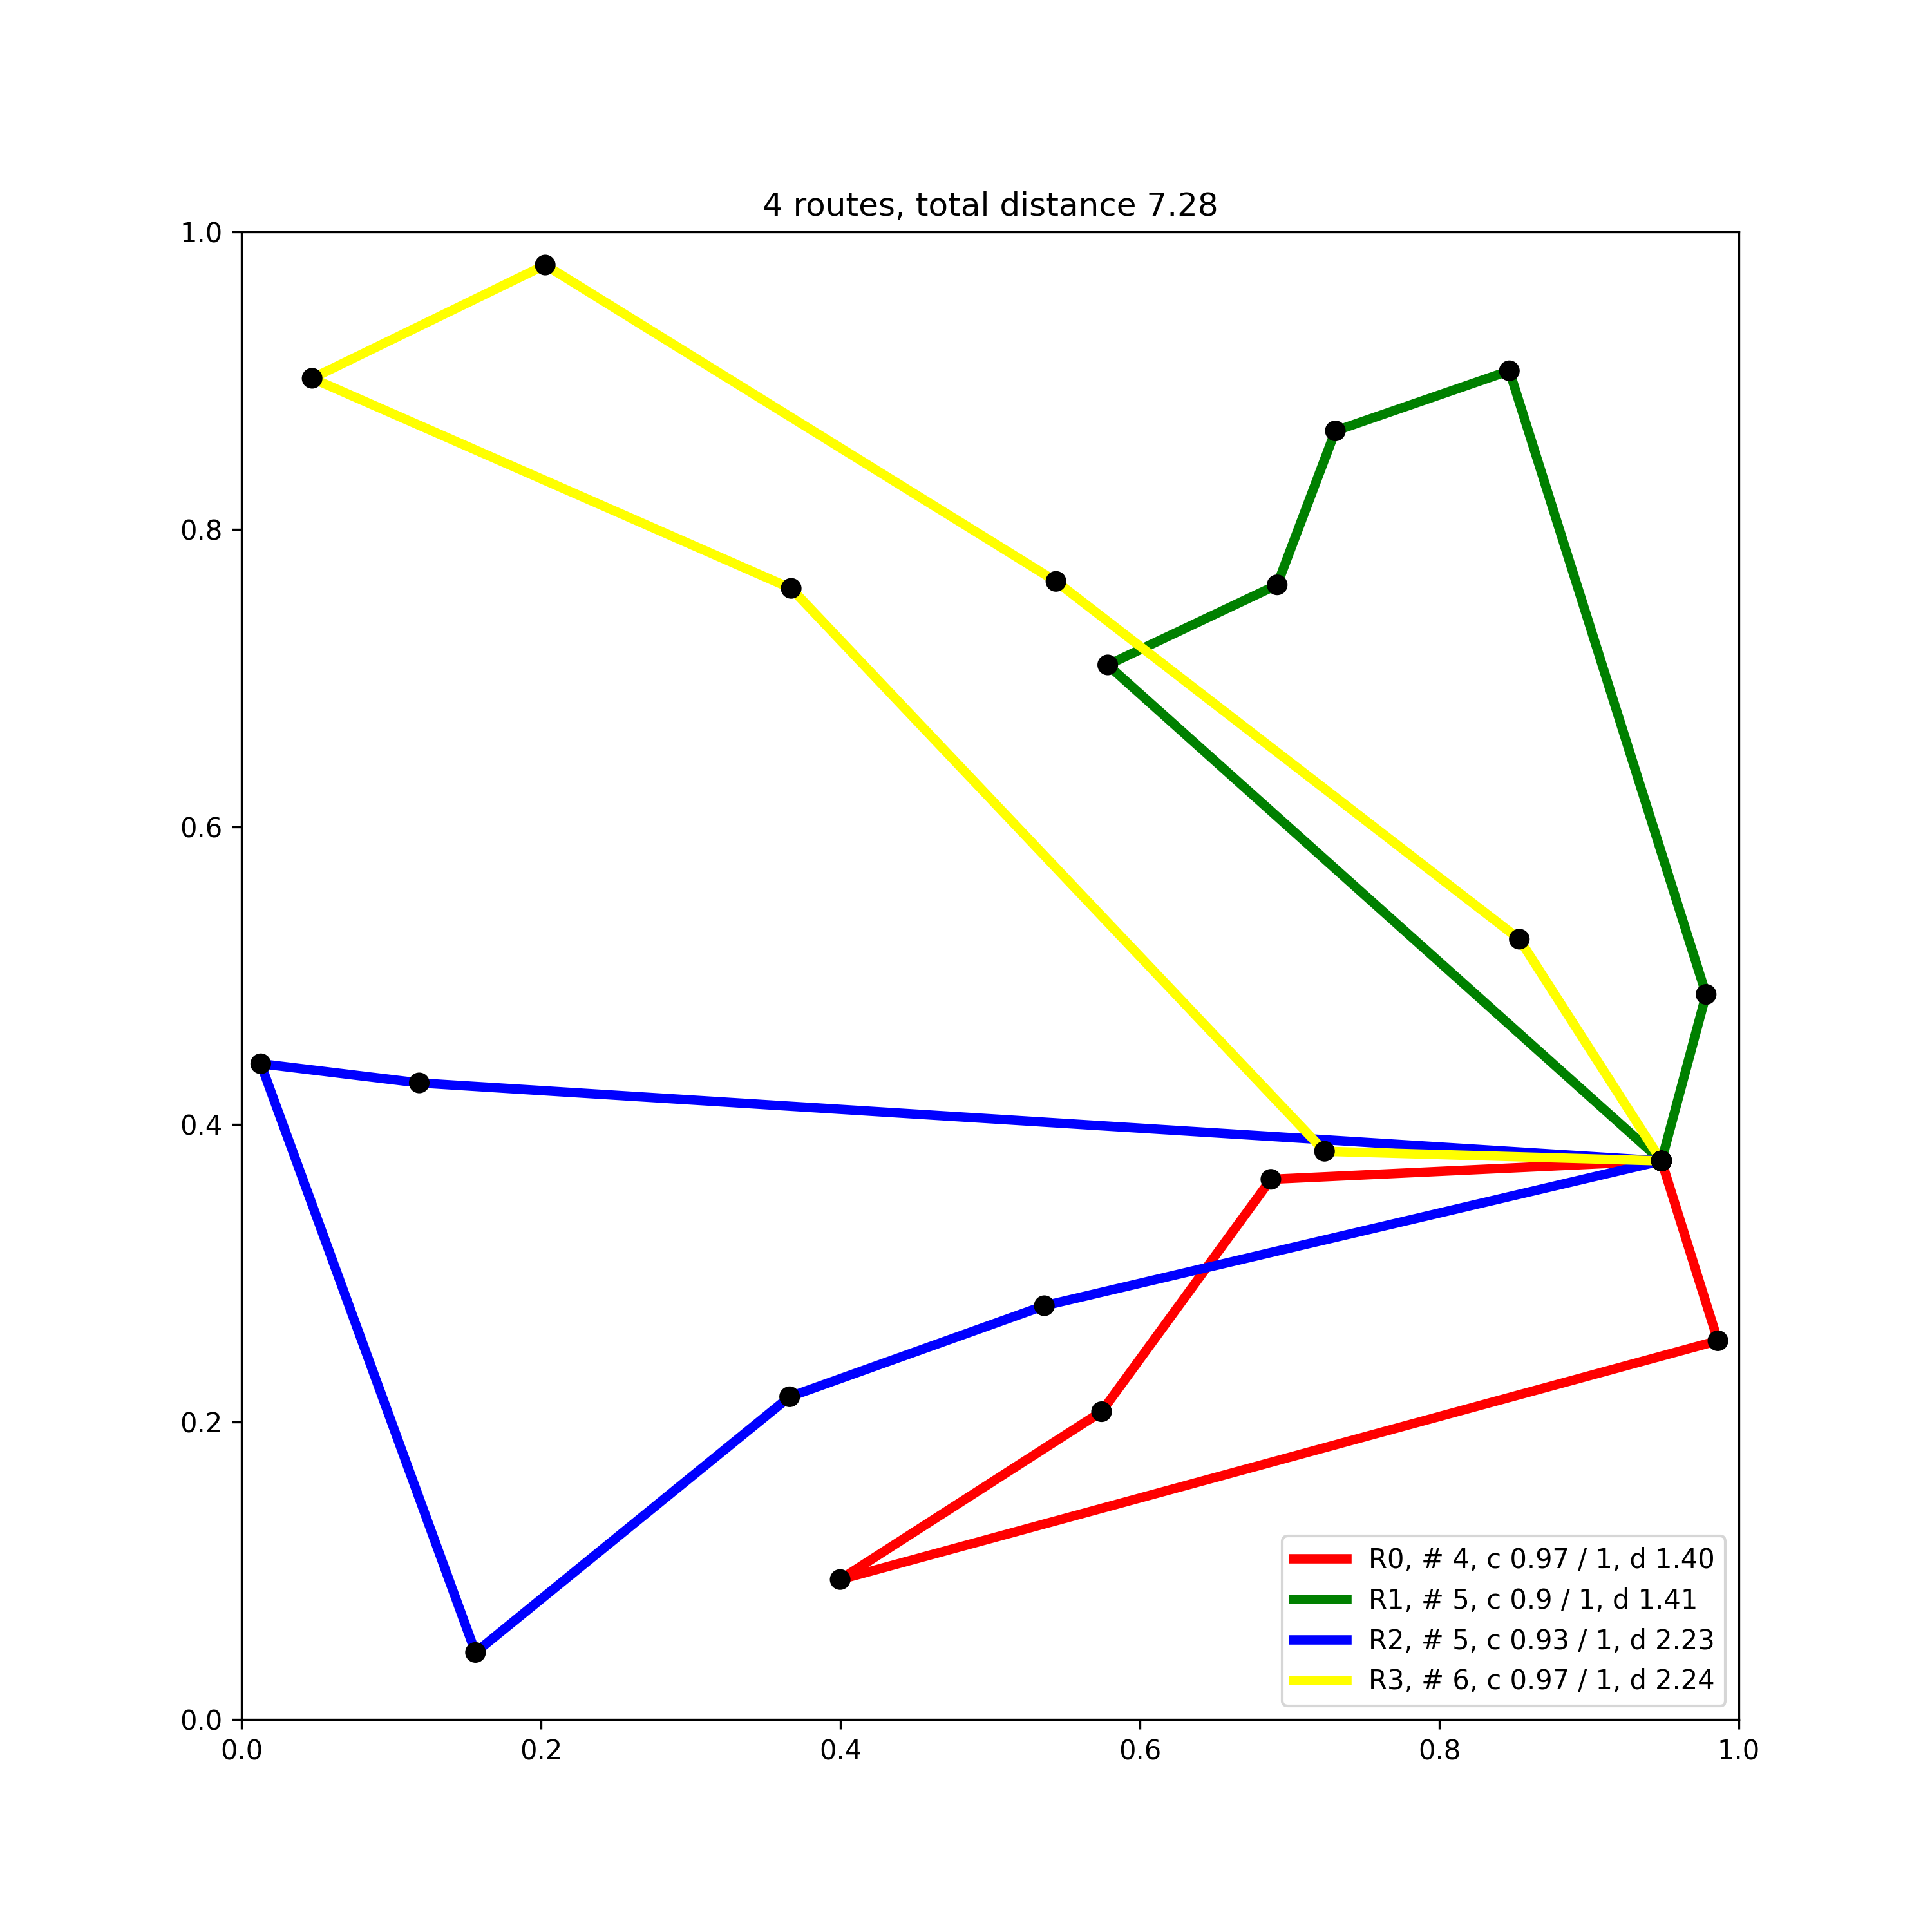 4 routes, total distance 7.28
1.0
0.8
0.6
0.4
0.2
0.0
0.0 0.2 0.4 0.6 0.8 1.0
R0, # 4, c 0.97 / 1, d 1.40
R1, # 5, c 0.9 / 1, d 1.41
R2, # 5, c 0.93 / 1, d 2.23
R3, # 6, c 0.97 / 1, d 2.24